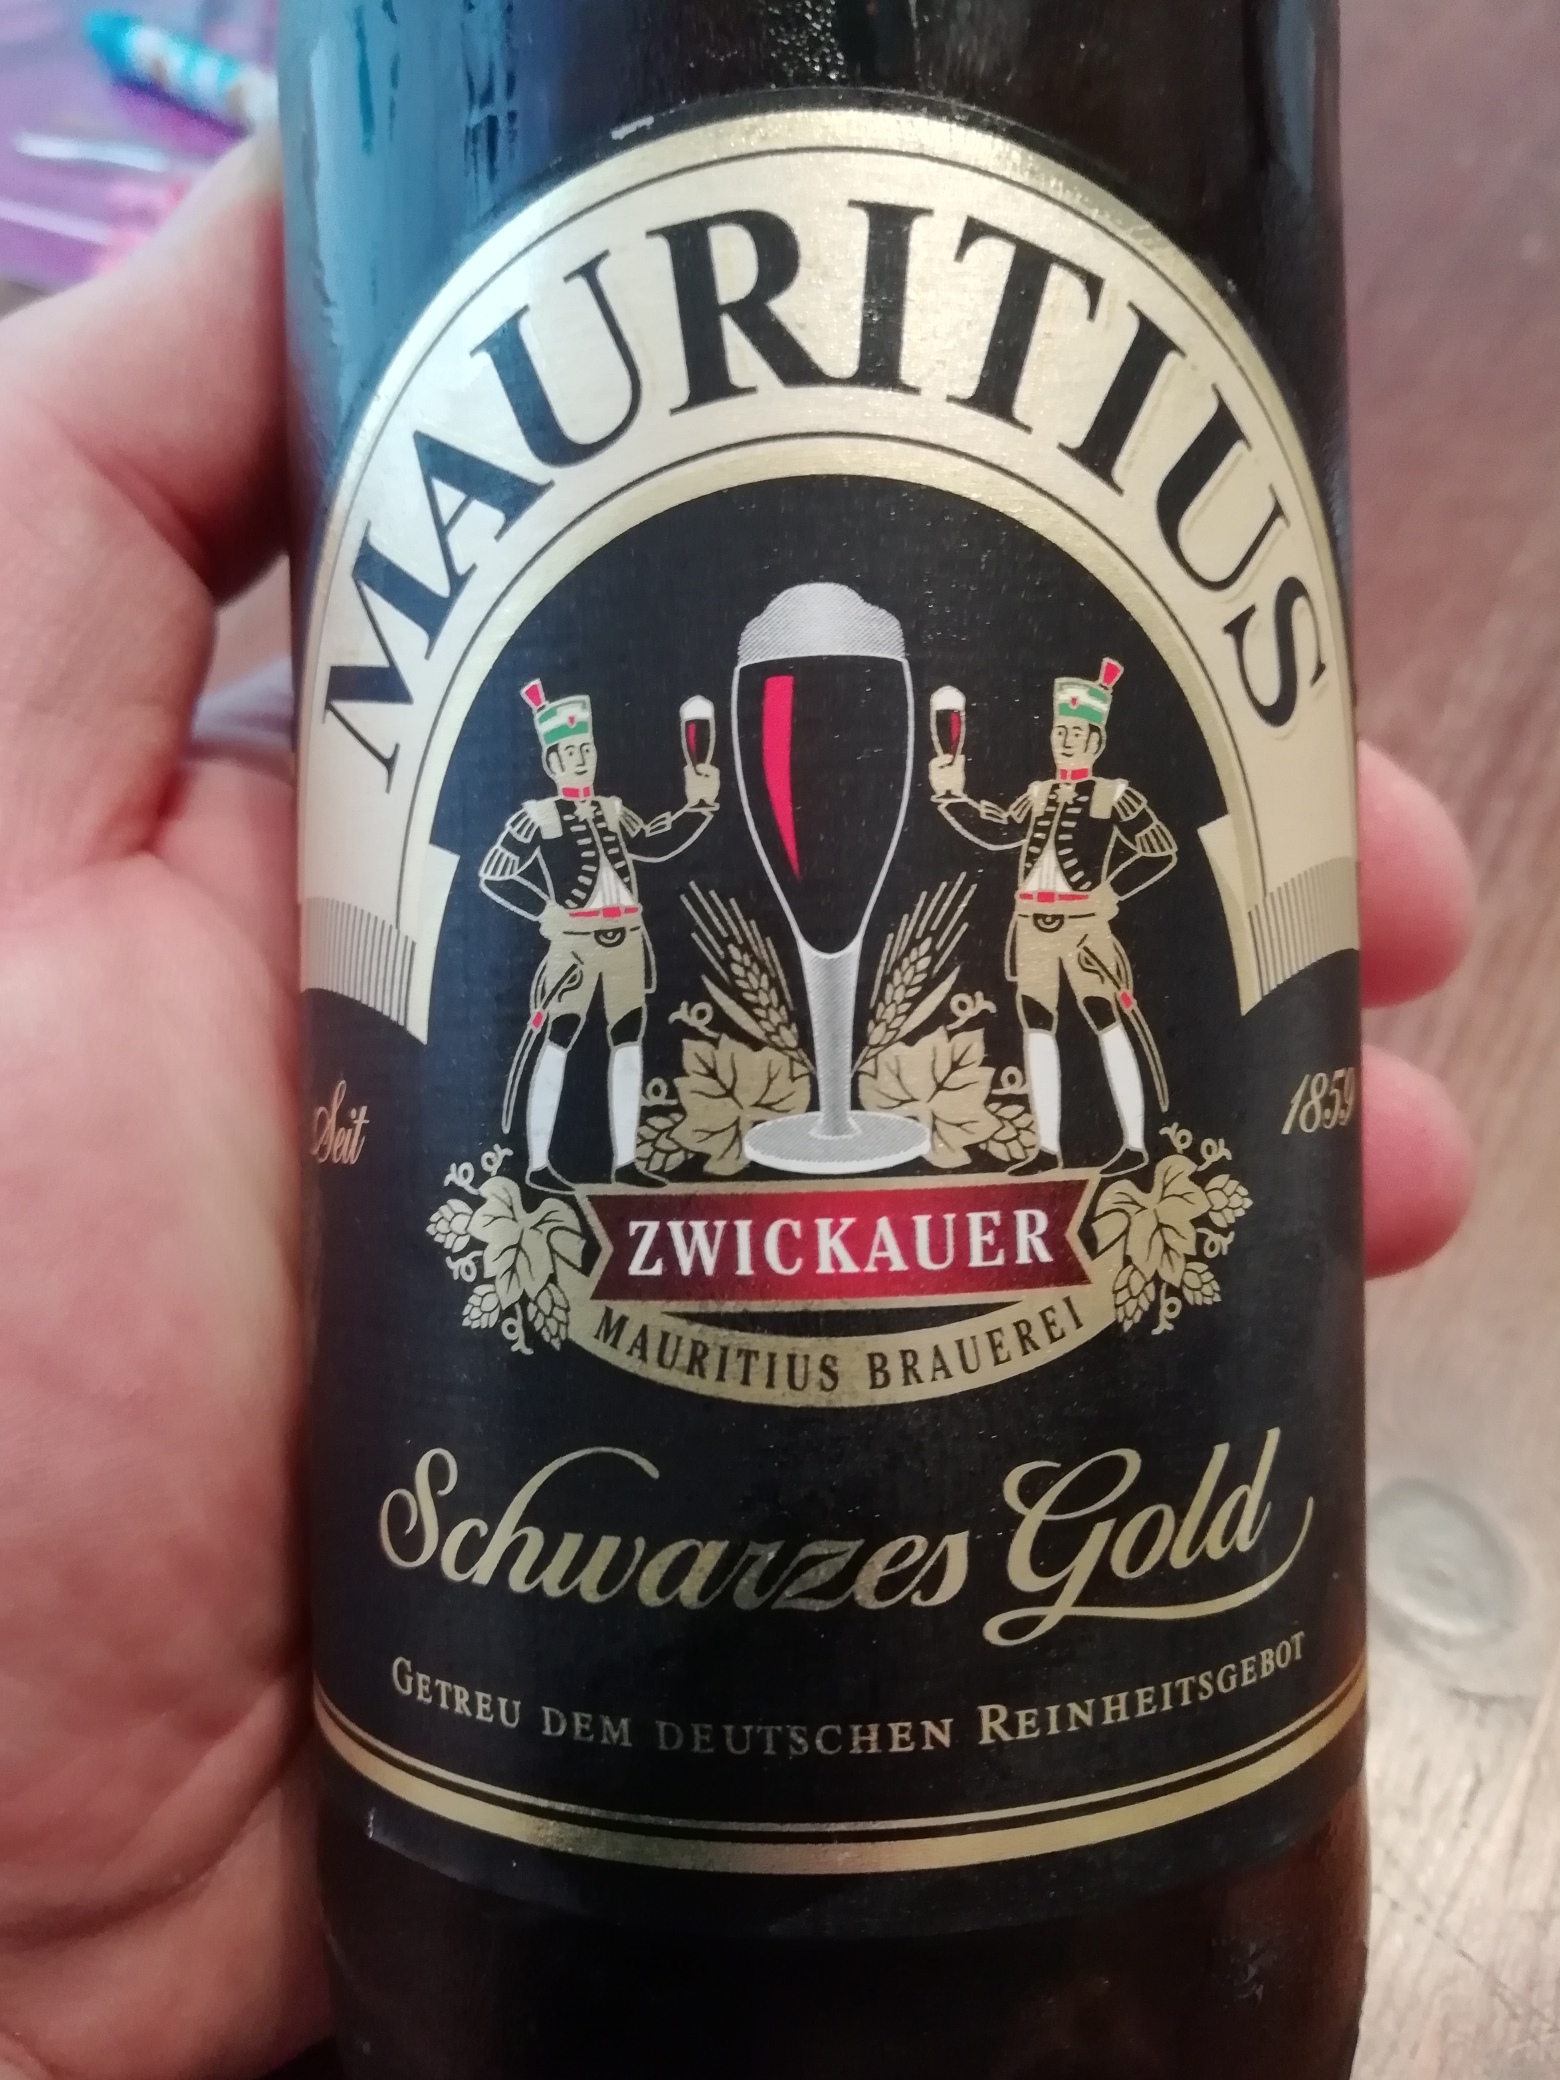 MAURITIUS
Seit 1859
ZWICKAUER
MAURITIUS BRAUEREI
Schwarzes Gold
GETREU DEM DEUTSCHEN REINHEITSGEBOT